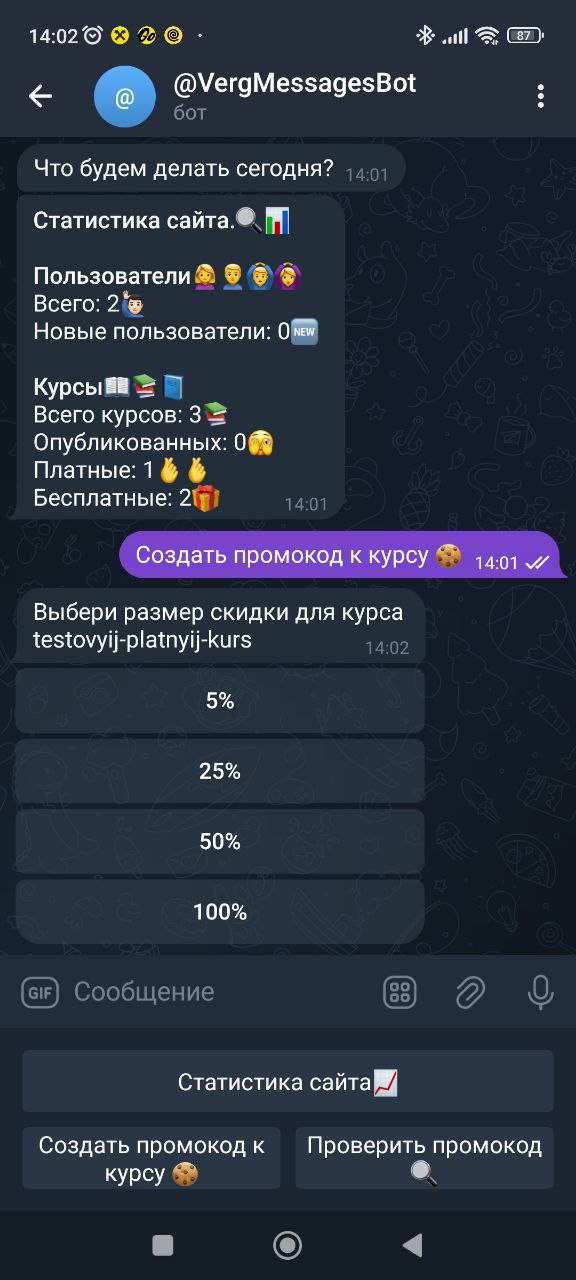 14:02
87
@
@VergMessagesBot
бот
Что будем делать сегодня? 14:01
Статистика сайта.🔍📊
Пользователи🙍‍♀️🙎‍♂️🙆‍♂️🙆‍♀️
Всего: 2🙋🏻‍♂️
Новые пользователи: 0🆕
Курсы📖📚📘
Всего курсов: 3📚
Опубликованных: 0🫣
Платные: 1🫰🫰
Бесплатные: 2🎁 14:01
Создать промокод к курсу 🍪 14:01
Выбери размер скидки для курса
testovyij-platnyij-kurs 14:02
5%
25%
50%
100%
GIF Сообщение
Статистика сайта📈
Создать промокод к
курсу 🍪
Проверить промокод
🔍